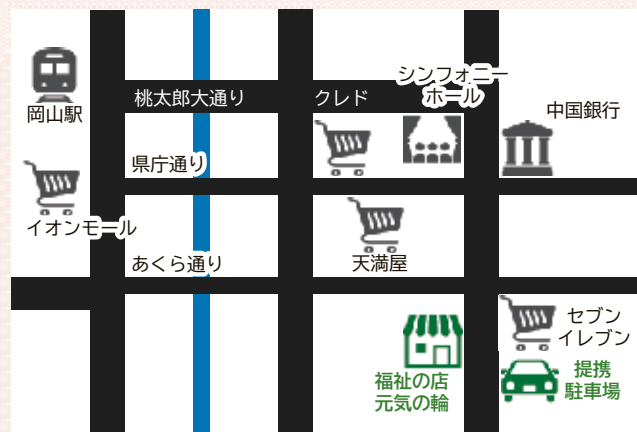 岡山駅
桃太郎大通り
クレド
シンフォニー
ホール
中国銀行
県庁通り
イオンモール
あくら通り
天満屋
セブン
イレブン
福祉の店
元気の輪
提携
駐車場